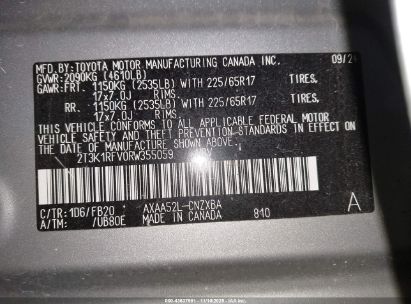 MFD.BY:TOYOTA MOTOR MANUFACTURING CANADA INC. 09/2
GVWR:2090KG (4610LB)
GAWR:FRT. 1150KG (2535LB) WITH 225/65R17 TIRES,
17x7.0J RIMS.
RR. 1150KG (2535LB) WITH 225/65R17 TIRES,
17x7.0J RIMS.
THIS VEHICLE CONFORMS TO ALL APPLICABLE FEDERAL MOTOR
VEHICLE SAFETY AND THEFT PREVENTION STANDARDS IN EFFECT ON
THE DATE OF MANUFACTURE SHOWN ABOVE.
2T3K1RFV0RW355059
C/TR:1D6/FB20 AXAA52L-CNZXBA
A/TM: /UB80E MADE IN CANADA 810 A